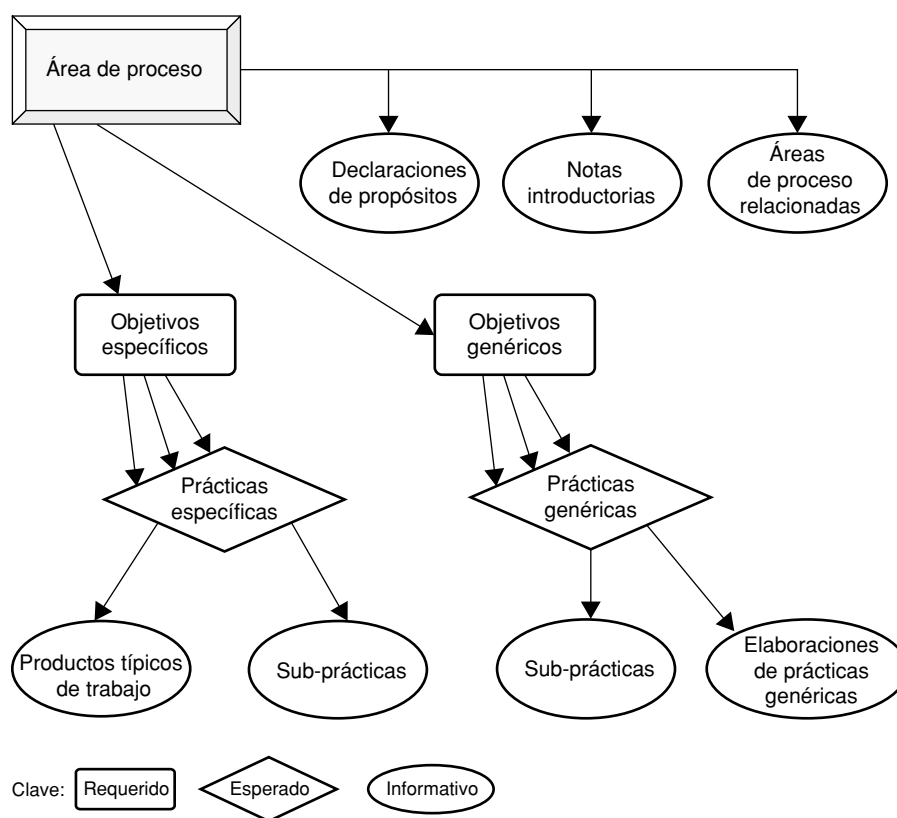 Área de proceso
Declaraciones
de propósitos
Notas
introductorias
Áreas
de proceso
relacionadas
Objetivos
específicos
Objetivos
genéricos
Prácticas
específicas
Prácticas
genéricas
Productos típicos
de trabajo
Sub-prácticas
Sub-prácticas
Elaboraciones
de prácticas
genéricas
Clave:
Requerido
Esperado
Informativo